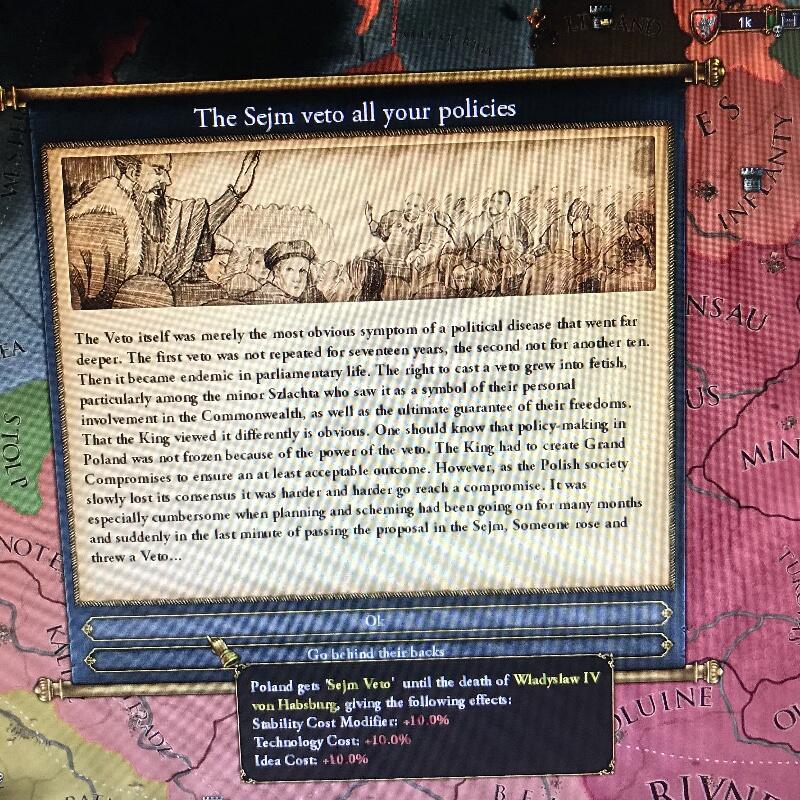 1k
The Sejm veto all your policies
ES
INFLANTY
The Veto itself was merely the most obvious symptom of a political disease that went far
deeper. The first veto was not repeated for seventeen years, the second not for another ten.
Then it became endemic in parliamentary life. The right to cast a veto grew into fetish,
particularly among the minor Szlachta who saw it as a symbol of their personal
involvement in the Commonwealth, as well as the ultimate guarantee of their freedoms.
That the King viewed it differently is obvious. One should know that policy-making in
Poland was not frozen because of the power of the veto. The King had to create Grand
Compromises to ensure an at least acceptable outcome. However, as the Polish society
slowly lost its consensus it was harder and harder go reach a compromise. It was
especially cumbersome when planning and scheming had been going on for many months
and suddenly in the last minute of passing the proposal in the Sejm, Someone rose and
threw a Veto...
EA
NSAU
US
STOLP
MIN
NOTE
Ok
Go behind their backs
Poland gets 'Sejm Veto' until the death of Wladyslaw IV
von Habsburg, giving the following effects:
Stability Cost Modifier: +10.0%
Technology Cost: +10.0%
Idea Cost: +10.0%
OLUINE
RIVN